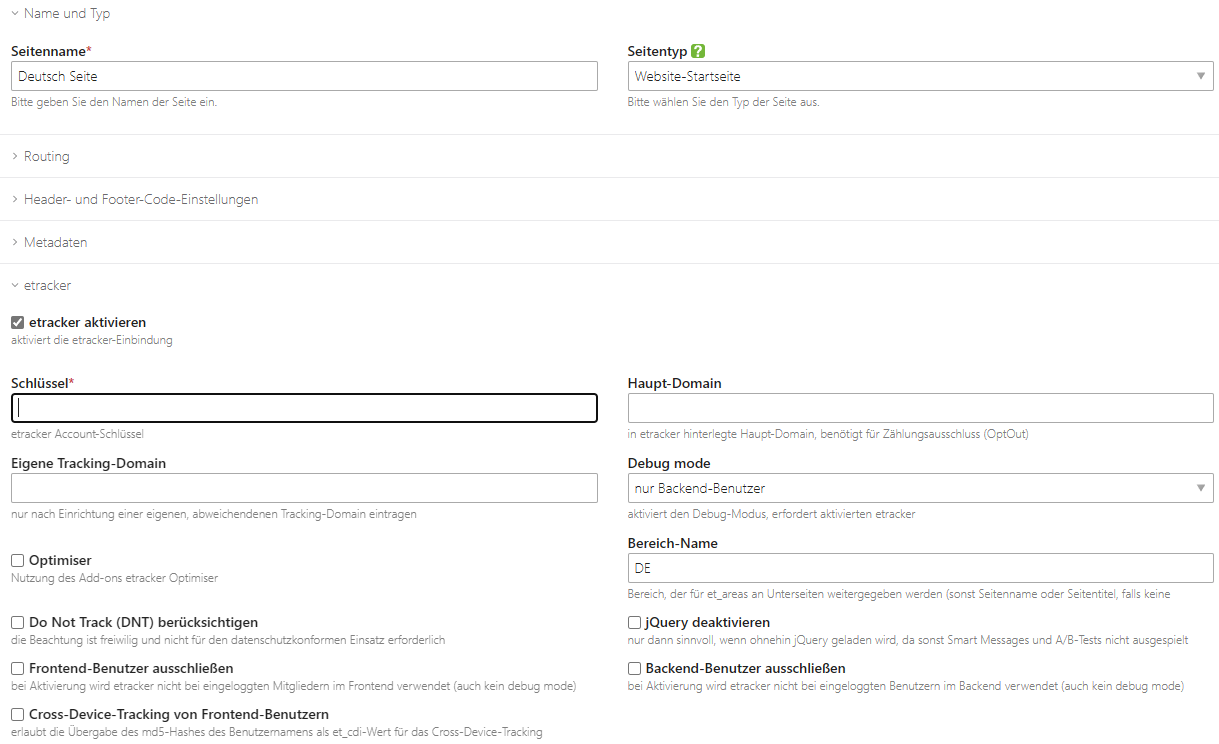 Name und Typ
Seitenname*
Seitentyp ?
Deutsch Seite
Website-Startseite
Bitte geben Sie den Namen der Seite ein.
Bitte wählen Sie den Typ der Seite aus.
Routing
Header- und Footer-Code-Einstellungen
Metadaten
etracker
etracker aktivieren
aktiviert die etracker-Einbindung
Schlüssel*
Haupt-Domain
etracker Account-Schlüssel
in etracker hinterlegte Haupt-Domain, benötigt für Zählungsausschluss (OptOut)
Eigene Tracking-Domain
Debug mode
nur Backend-Benutzer
nur nach Einrichtung einer eigenen, abweichendenen Tracking-Domain eintragen
aktiviert den Debug-Modus, erfordert aktivierten etracker
Optimiser
Nutzung des Add-ons etracker Optimiser
Bereich-Name
DE
Bereich, der für et_areas an Unterseiten weitergegeben werden (sonst Seitenname oder Seitentitel, falls keine
Do Not Track (DNT) berücksichtigen
die Beachtung ist freiwilig und nicht für den datenschutzkonformen Einsatz erforderlich
jQuery deaktivieren
nur dann sinnvoll, wenn ohnehin jQuery geladen wird, da sonst Smart Messages und A/B-Tests nicht ausgespielt
Frontend-Benutzer ausschließen
bei Aktivierung wird etracker nicht bei eingeloggten Mitgliedern im Frontend verwendet (auch kein debug mode)
Backend-Benutzer ausschließen
bei Aktivierung wird etracker nicht bei eingeloggten Benutzern im Backend verwendet (auch kein debug mode)
Cross-Device-Tracking von Frontend-Benutzern
erlaubt die Übergabe des md5-Hashes des Benutzernamens als et_cdi-Wert für das Cross-Device-Tracking